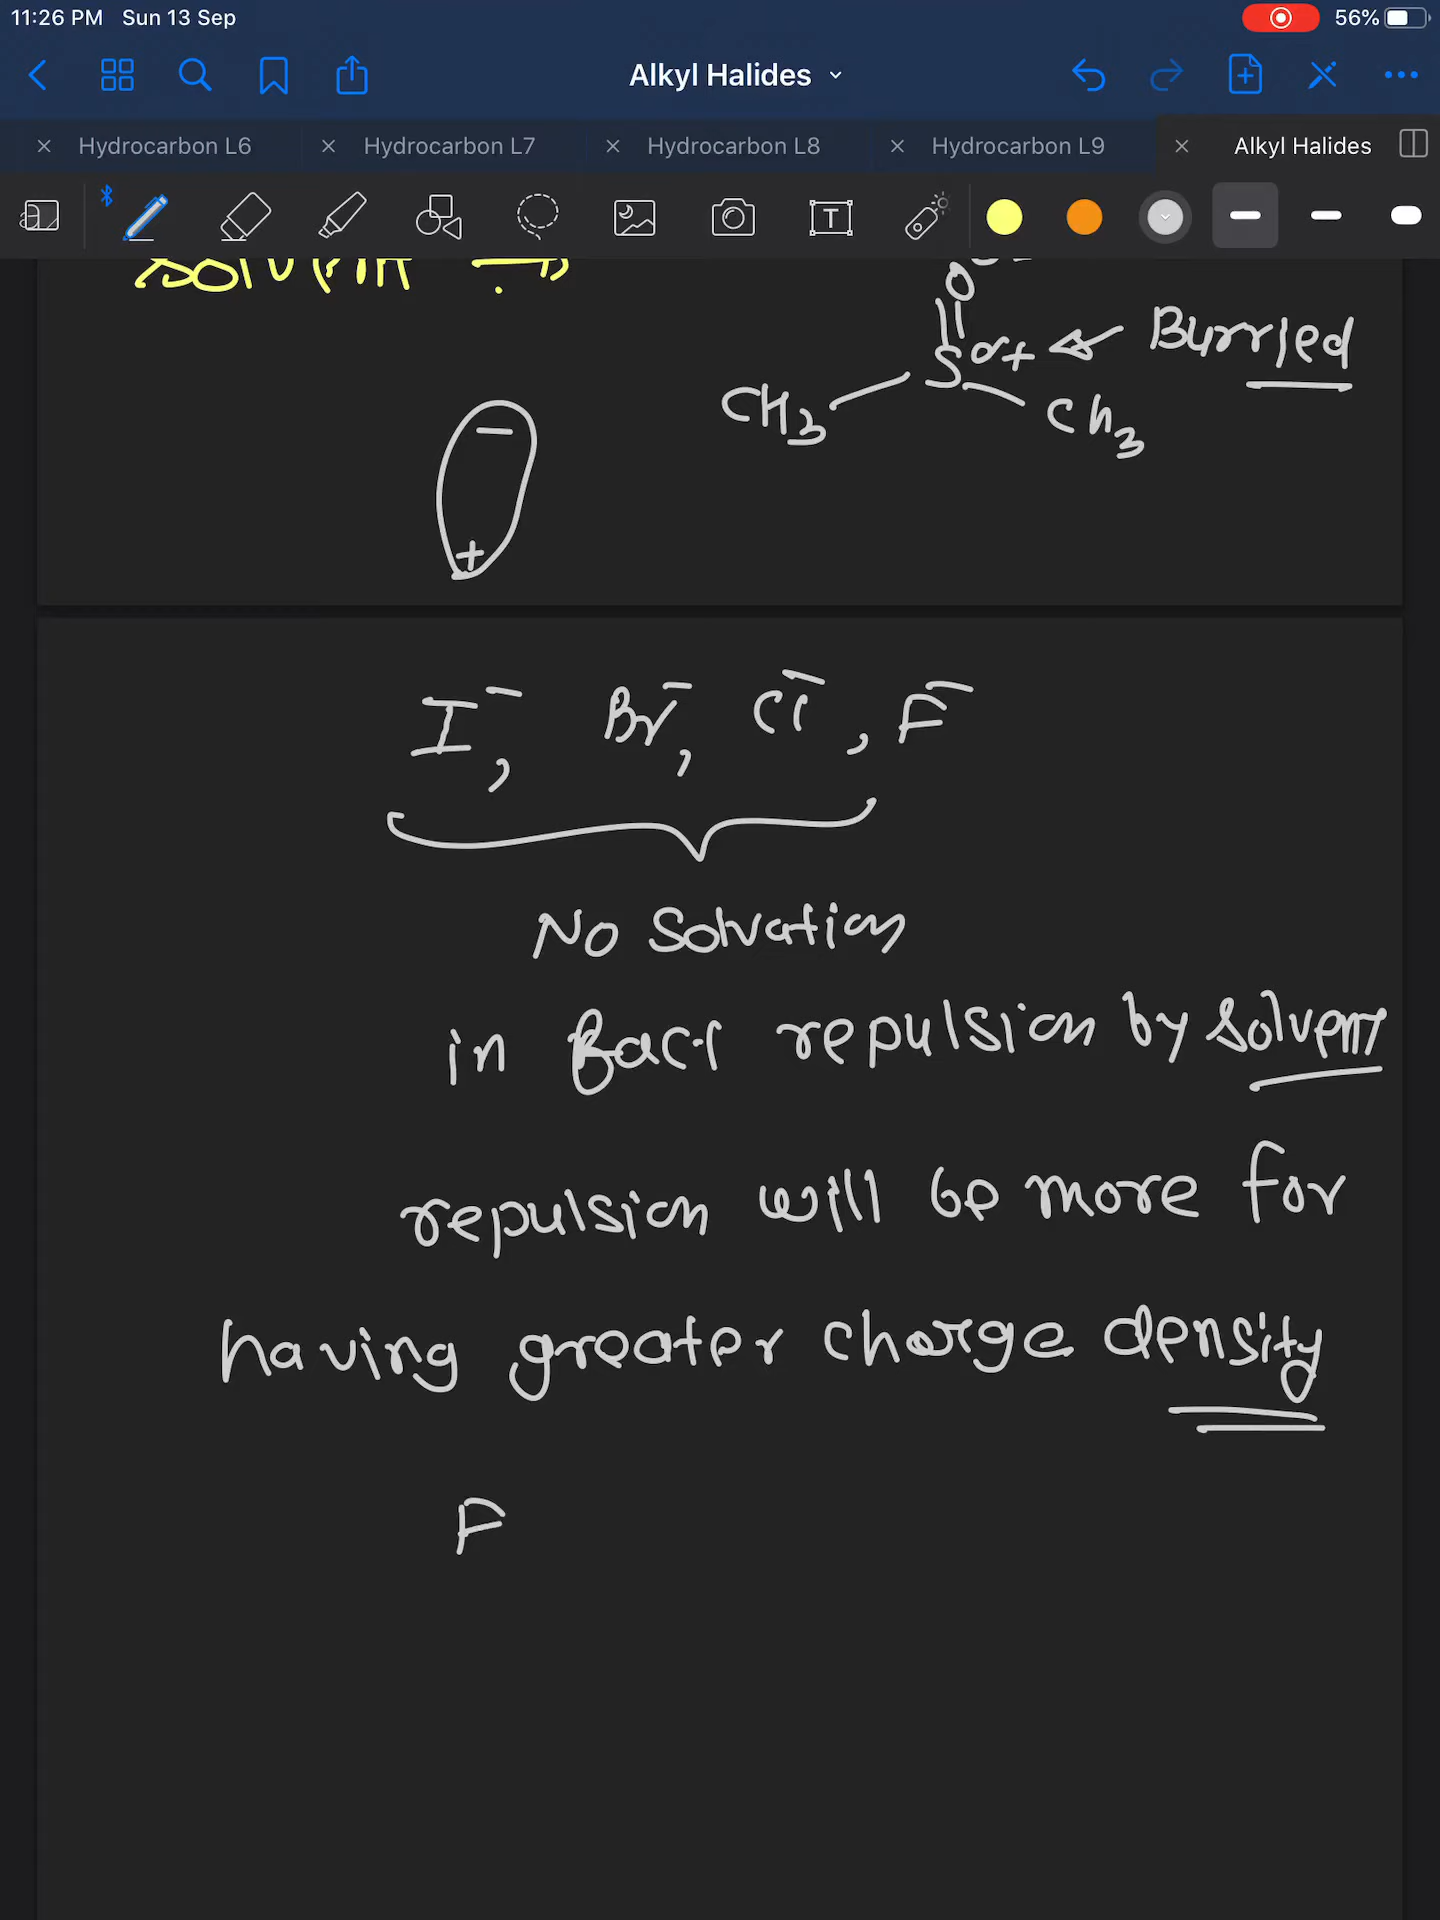 11:26 PM Sun 13 Sep 56%
Alkyl Halides
Hydrocarbon L6 Hydrocarbon L7 Hydrocarbon L8 Hydrocarbon L9 Alkyl Halides
a T
O
S δ+ Burried
CH3 CH3
−
+
I⁻, Br⁻, Cl⁻, F⁻
No Solvation
in fact repulsion by solvent
repulsion will be more for
having greater charge density
F